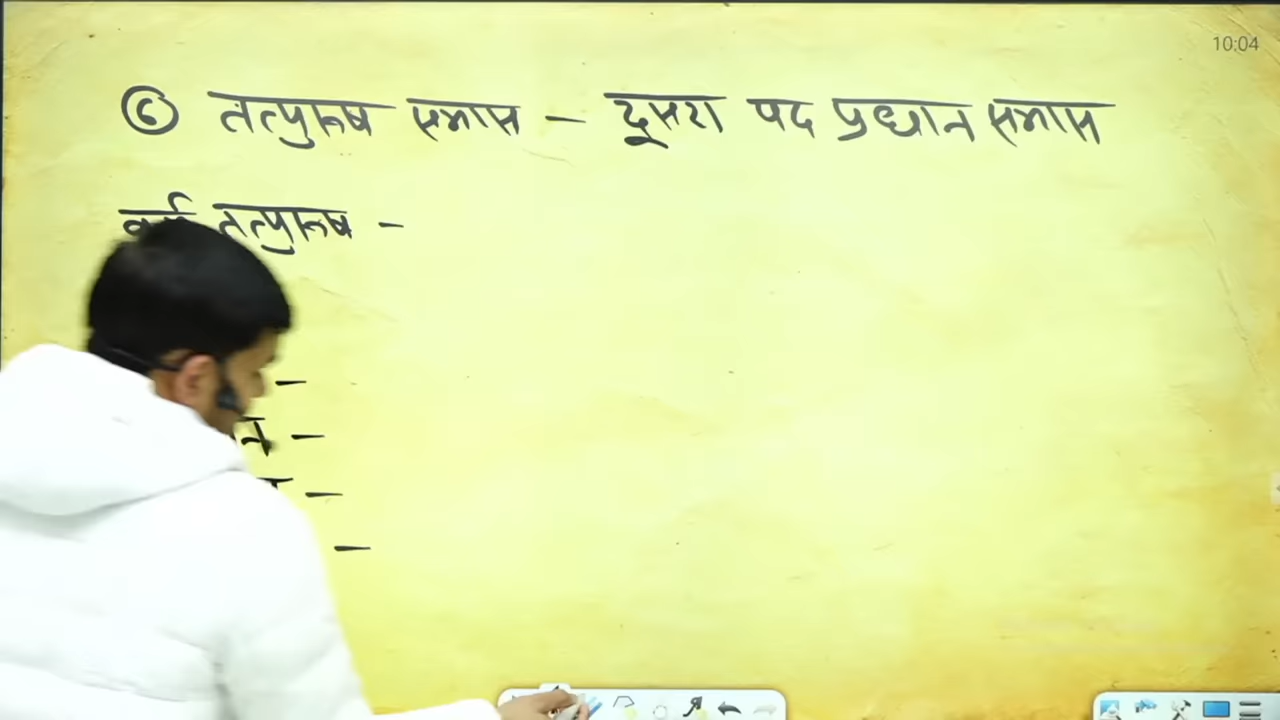 10:04
⑥ तत्पुरूष समास – दूसरा पद प्रधान समास
कर्म तत्पुरूष –
–
न –
–
–